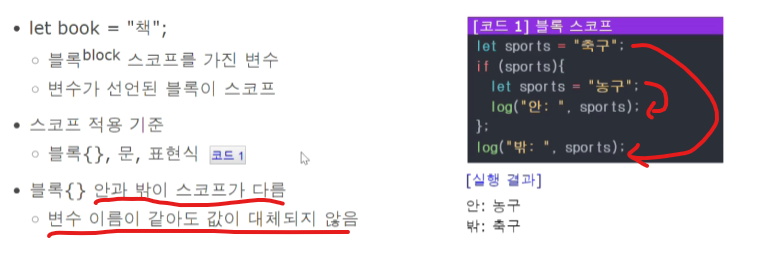 • let book = "책";
○ 블록block 스코프를 가진 변수
○ 변수가 선언된 블록이 스코프
• 스코프 적용 기준
○ 블록{}, 문, 표현식 코드 1
• 블록{} 안과 밖이 스코프가 다름
○ 변수 이름이 같아도 값이 대체되지 않음
[코드 1] 블록 스코프
let sports = "축구";
if (sports){
let sports = "농구";
log("안: ", sports);
};
log("밖: ", sports);
[실행 결과]
안: 농구
밖: 축구